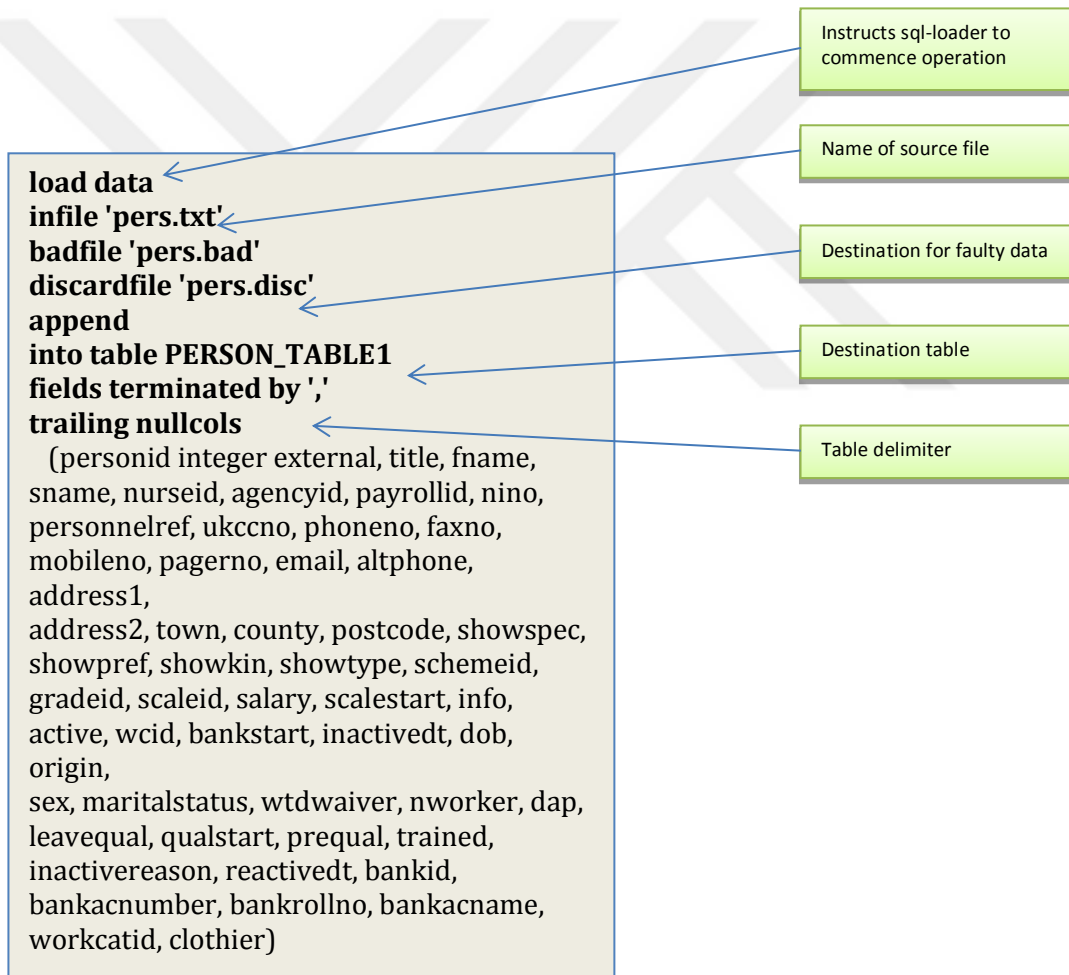 Instructs sql-loader to
commence operation
Name of source file
Destination for faulty data
Destination table
Table delimiter
load data
infile 'pers.txt'
badfile 'pers.bad'
discardfile 'pers.disc'
append
into table PERSON_TABLE1
fields terminated by ','
trailing nullcols
(personid integer external, title, fname,
sname, nurseid, agencyid, payrollid, nino,
personnelref, ukccno, phoneno, faxno,
mobileno, pagerno, email, altphone,
address1,
address2, town, county, postcode, showspec,
showpref, showkin, showtype, schemeid,
gradeid, scaleid, salary, scalestart, info,
active, wcid, bankstart, inactivedt, dob,
origin,
sex, maritalstatus, wtdwaiver, nworker, dap,
leavequal, qualstart, prequal, trained,
inactivereason, reactivedt, bankid,
bankacnumber, bankrollno, bankacname,
workcatid, clothier)